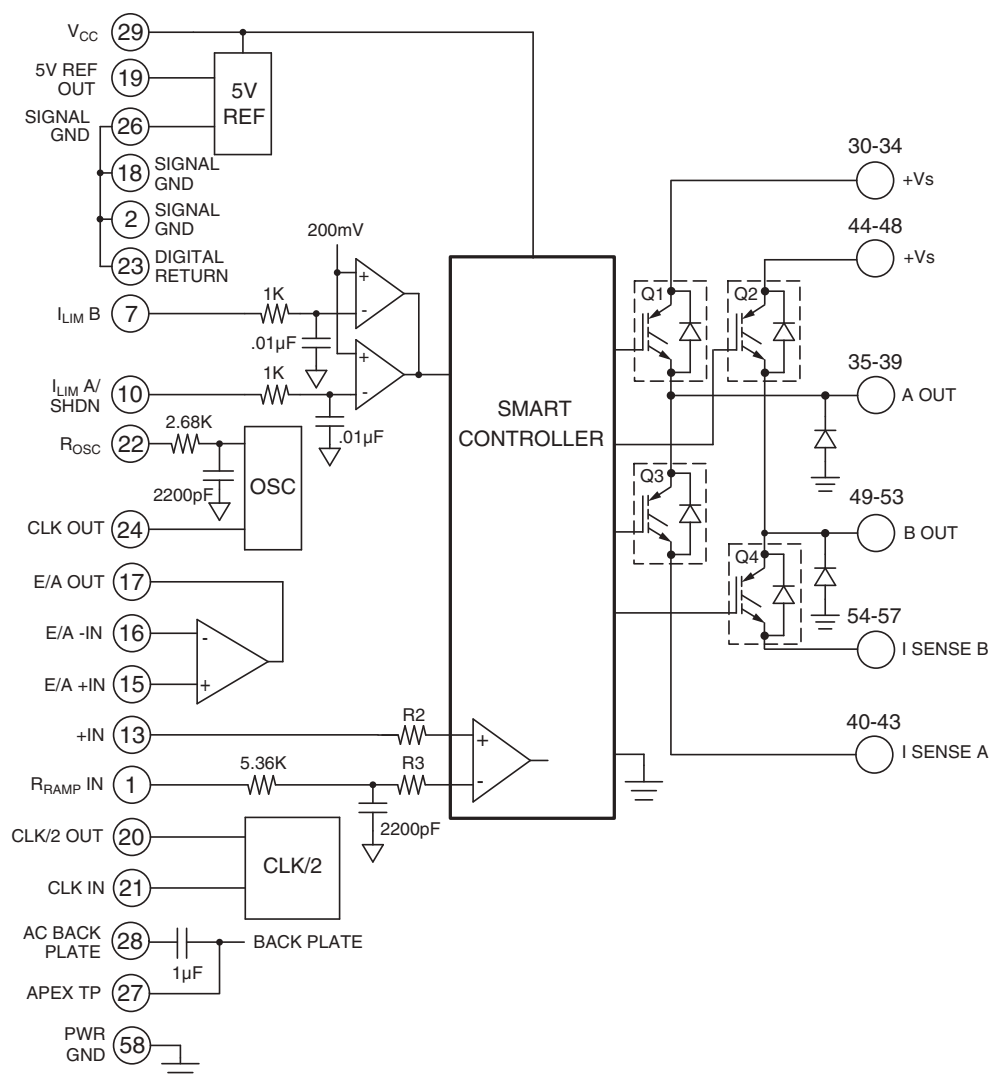 V_CC 29
5V REF
OUT 19
5V
REF
SIGNAL
GND 26
18 SIGNAL
GND
2 SIGNAL
GND
23 DIGITAL
RETURN
200mV
I_LIM B 7
1K
.01µF
+
-
I_LIM A/
SHDN 10
1K
.01µF
+
-
R_OSC 22
2.68K
2200pF
OSC
CLK OUT 24
E/A OUT 17
E/A -IN 16
-
E/A +IN 15
+
+IN 13
R2
+
R_RAMP IN 1
5.36K
R3
-
2200pF
CLK/2 OUT 20
CLK/2
CLK IN 21
AC BACK
PLATE 28
1µF
BACK PLATE
APEX TP 27
PWR
GND 58
SMART
CONTROLLER
Q1
Q2
Q3
Q4
30-34
+Vs
44-48
+Vs
35-39
A OUT
49-53
B OUT
54-57
I SENSE B
40-43
I SENSE A